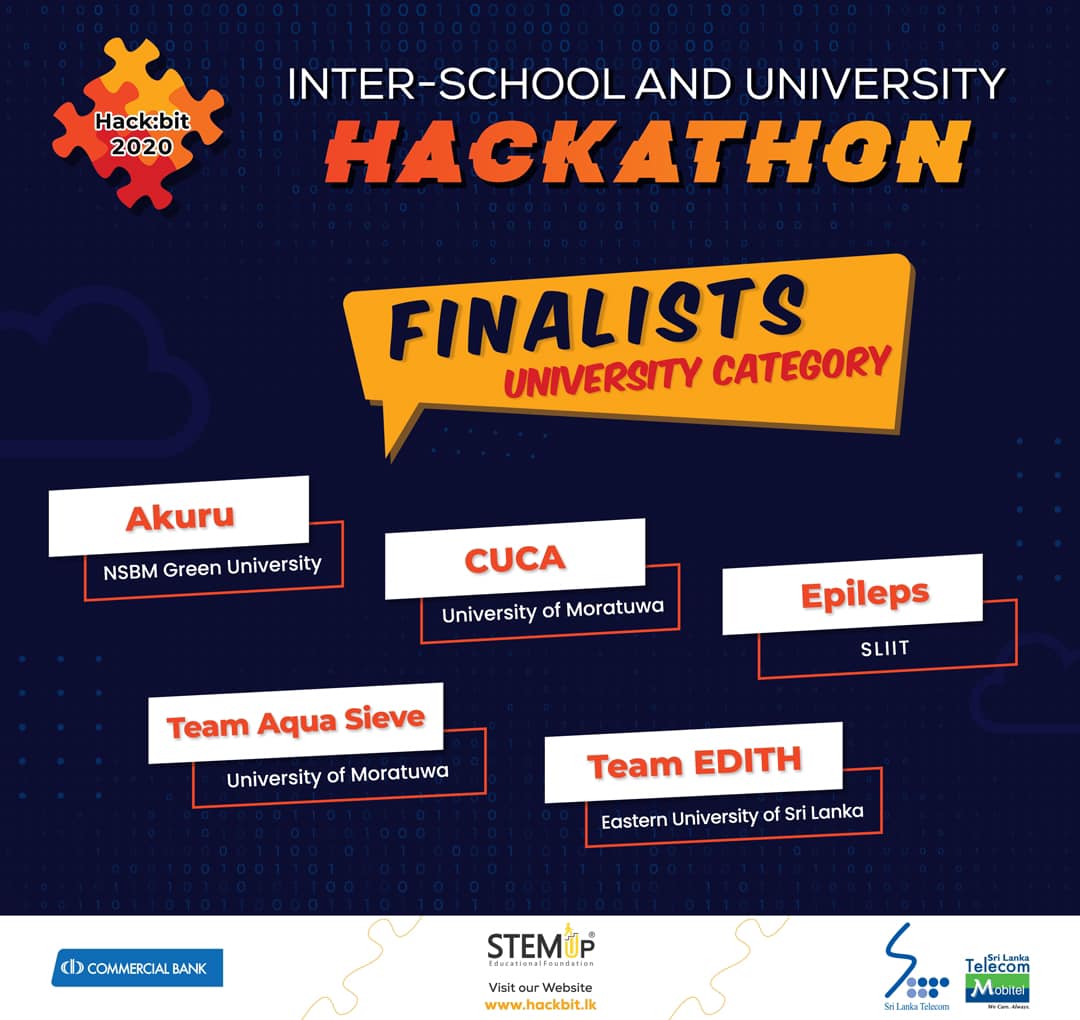 Hack:bit
2020
INTER-SCHOOL AND UNIVERSITY
HACKATHON
FINALISTS
UNIVERSITY CATEGORY
Akuru
NSBM Green University
CUCA
University of Moratuwa
Epileps
SLIIT
Team Aqua Sieve
University of Moratuwa
Team EDITH
Eastern University of Sri Lanka
COMMERCIAL BANK
STEMUP®
Educational Foundation
Visit our Website
www.hackbit.lk
Sri Lanka Telecom
Sri Lanka
Telecom
Mobitel
We Care. Always.